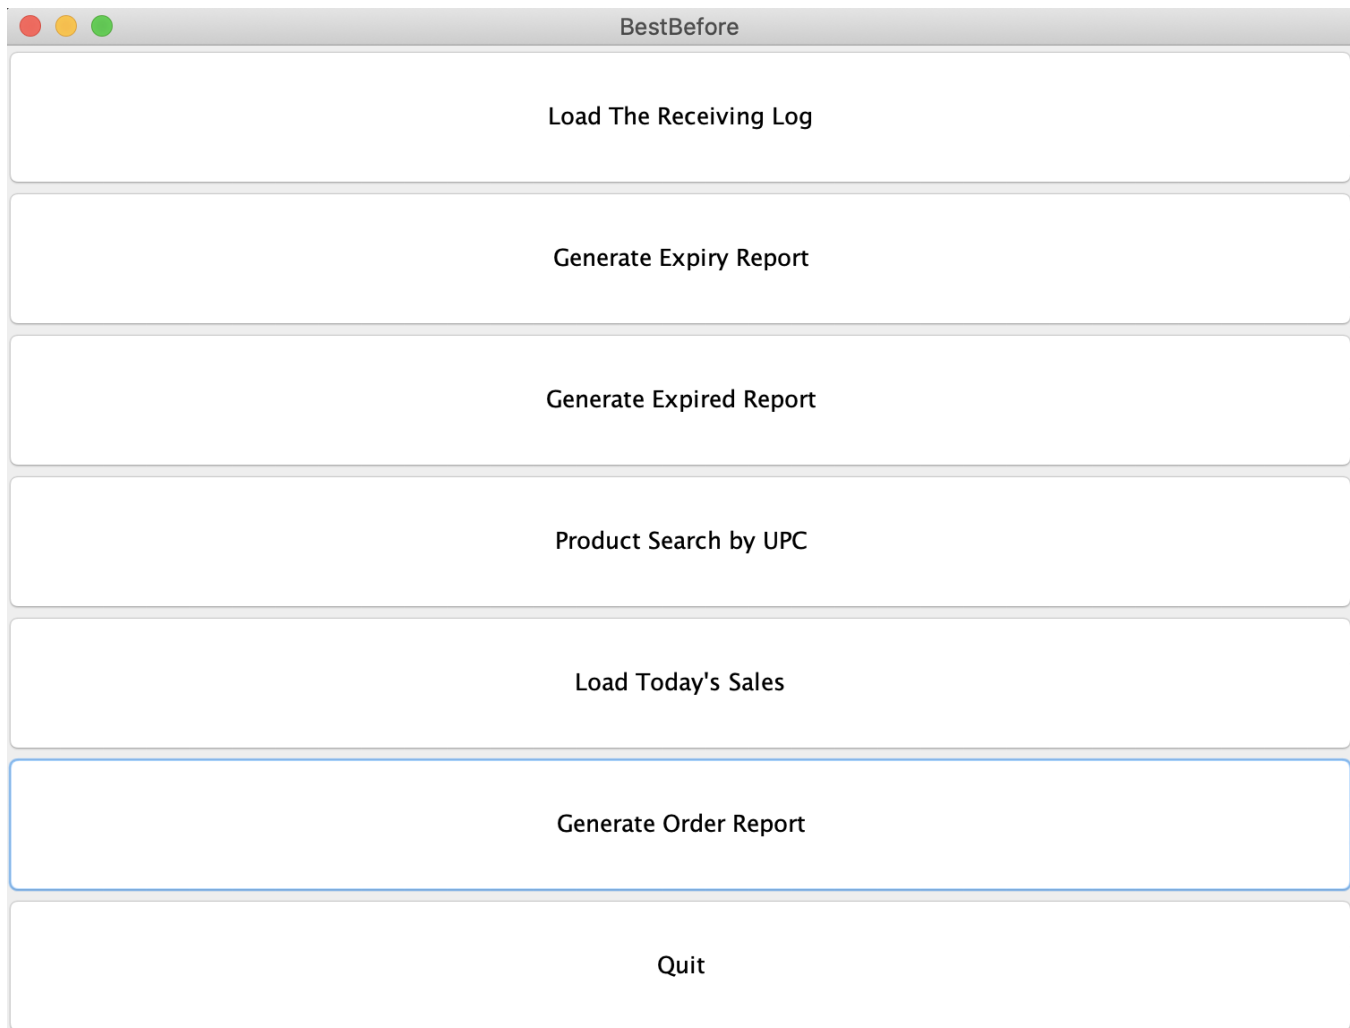 BestBefore
Load The Receiving Log
Generate Expiry Report
Generate Expired Report
Product Search by UPC
Load Today's Sales
Generate Order Report
Quit